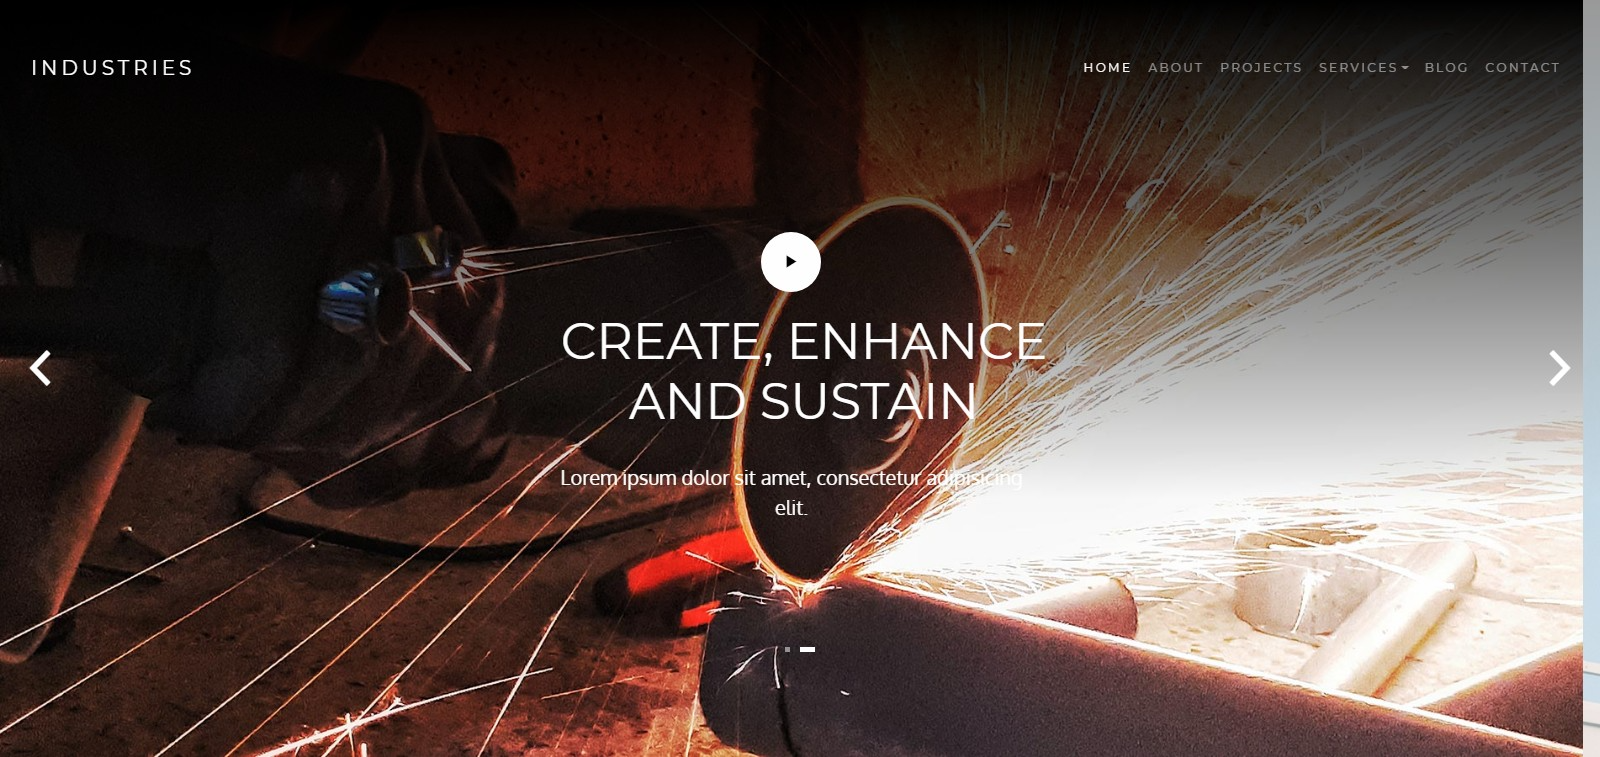 INDUSTRIES
HOME ABOUT PROJECTS SERVICES BLOG CONTACT
CREATE, ENHANCE
AND SUSTAIN
Lorem ipsum dolor sit amet, consectetur adipisicing
elit.